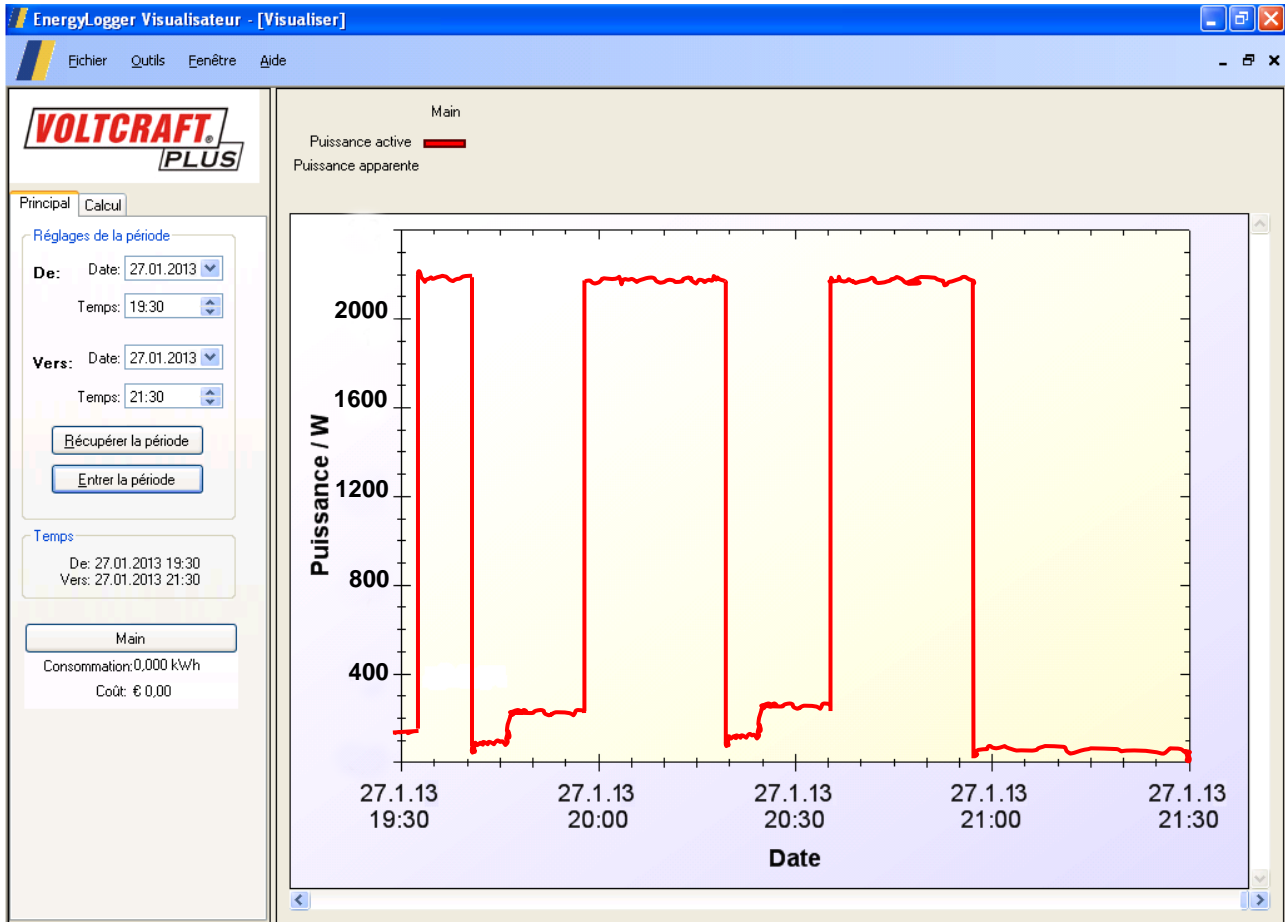 EnergyLogger Visualisateur - [Visualiser]
Fichier Outils Fenêtre Aide
VOLTCRAFT®
PLUS
Principal Calcul
Réglages de la période
De: Date: 27.01.2013
Temps: 19:30
Vers: Date: 27.01.2013
Temps: 21:30
Récupérer la période
Entrer la période
Temps
De: 27.01.2013 19:30
Vers: 27.01.2013 21:30
Main
Consommation:0,000 kWh
Coût: € 0,00
Main
Puissance active
Puissance apparente
Puissance / W
2000
1600
1200
800
400
27.1.13 27.1.13 27.1.13 27.1.13 27.1.13
19:30 20:00 20:30 21:00 21:30
Date